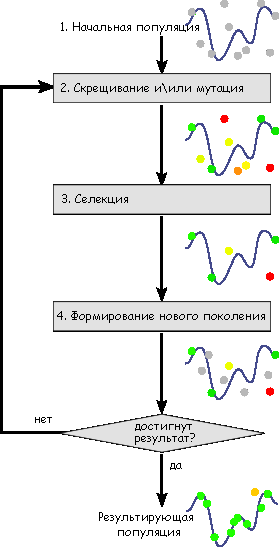 1. Начальная популяция
2. Скрещивание и\или мутация
3. Селекция
4. Формирование нового поколения
достигнут
результат?
нет
да
Результирующая
популяция